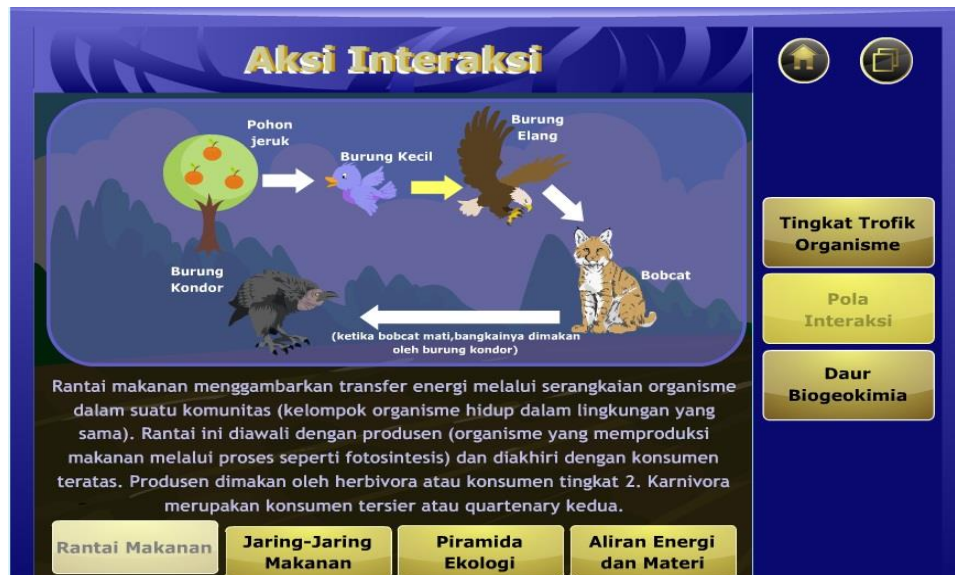 Aksi Interaksi
Pohon
jeruk
Burung Kecil
Burung
Elang
Bobcat
Burung
Kondor
(ketika bobcat mati,bangkainya dimakan
oleh burung kondor)
Rantai makanan menggambarkan transfer energi melalui serangkaian organisme
dalam suatu komunitas (kelompok organisme hidup dalam lingkungan yang
sama). Rantai ini diawali dengan produsen (organisme yang memproduksi
makanan melalui proses seperti fotosintesis) dan diakhiri dengan konsumen
teratas. Produsen dimakan oleh herbivora atau konsumen tingkat 2. Karnivora
merupakan konsumen tersier atau quartenary kedua.
Rantai Makanan
Jaring-Jaring
Makanan
Piramida
Ekologi
Aliran Energi
dan Materi
Tingkat Trofik
Organisme
Pola
Interaksi
Daur
Biogeokimia